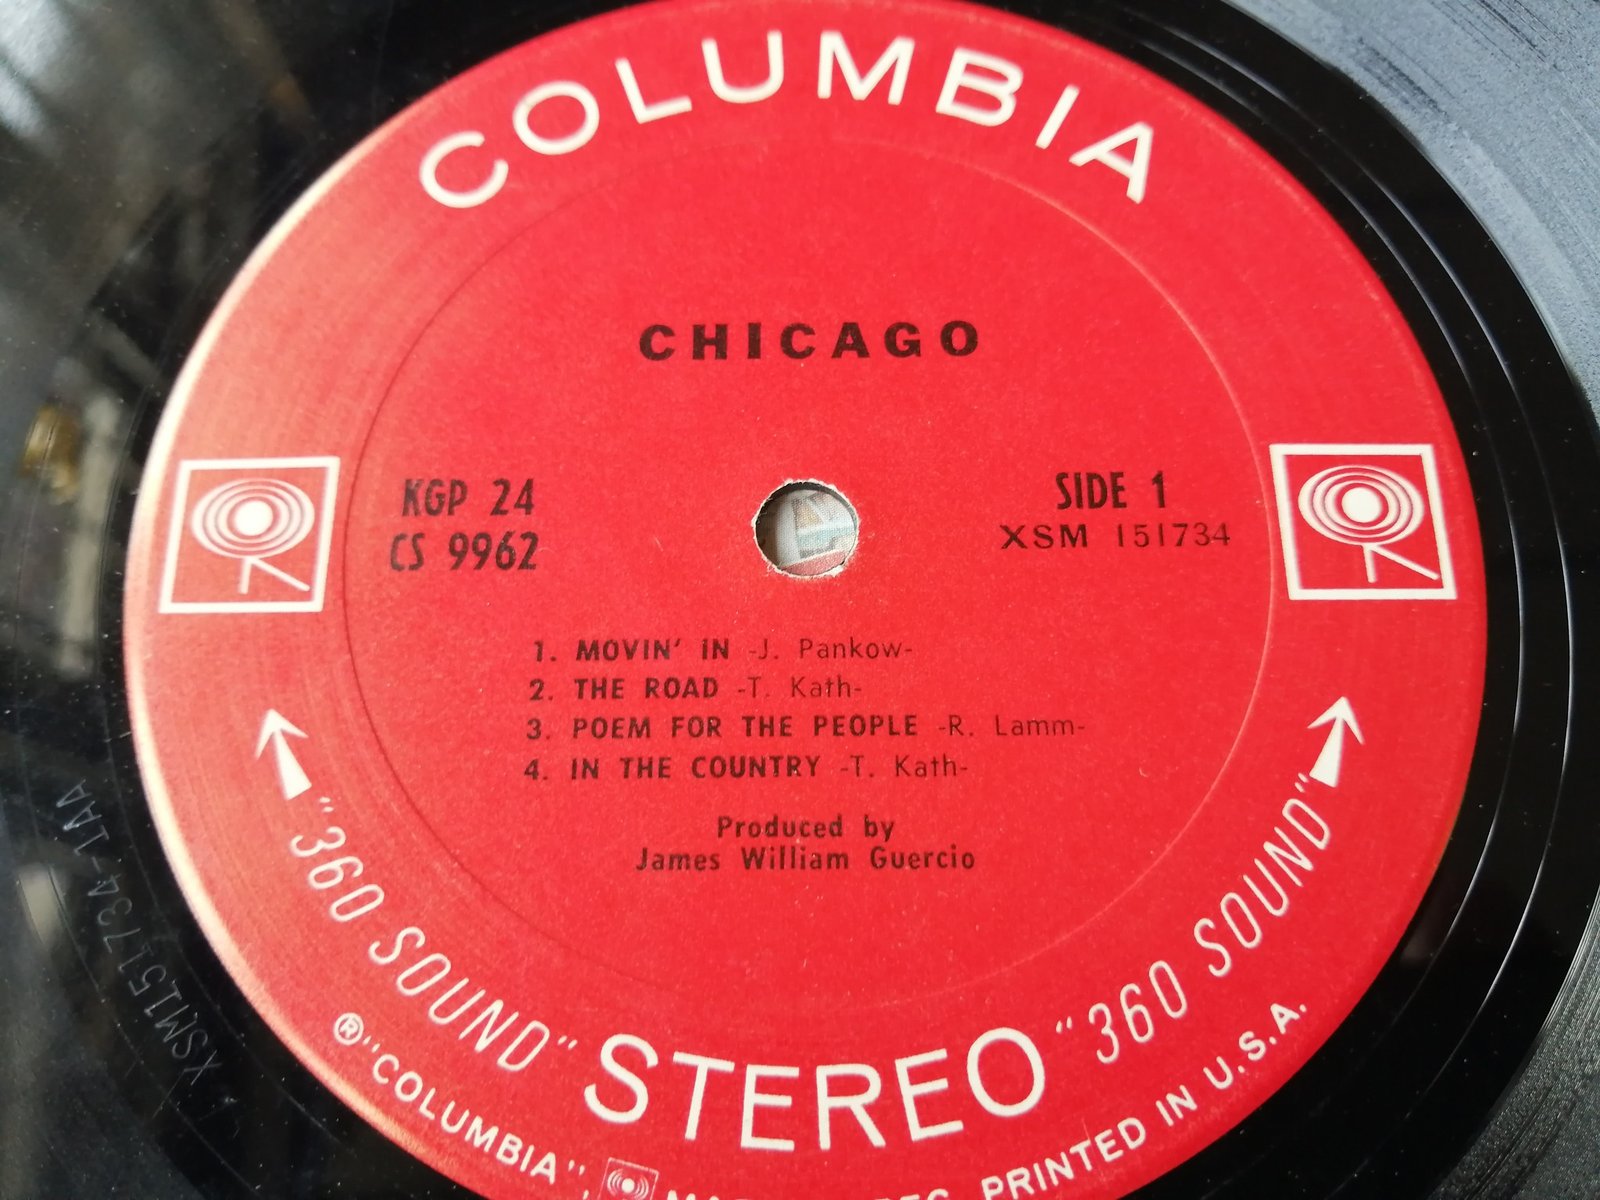 COLUMBIA
CHICAGO
KGP 24
CS 9962
SIDE 1
XSM 151734
1. MOVIN' IN -J. Pankow-
2. THE ROAD -T. Kath-
3. POEM FOR THE PEOPLE -R. Lamm-
4. IN THE COUNTRY -T. Kath-
Produced by
James William Guercio
"360 SOUND" STEREO "360 SOUND"
® "COLUMBIA", PRINTED IN U.S.A.
XSM151734-1AA